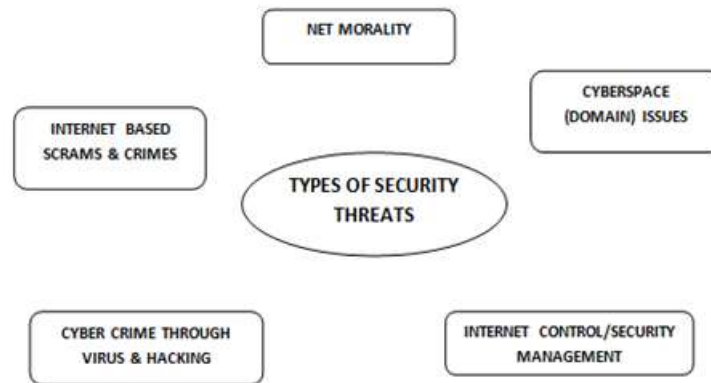 NET MORALITY
CYBERSPACE
(DOMAIN) ISSUES
INTERNET BASED
SCRAMS & CRIMES
TYPES OF SECURITY
THREATS
CYBER CRIME THROUGH
VIRUS & HACKING
INTERNET CONTROL/SECURITY
MANAGEMENT